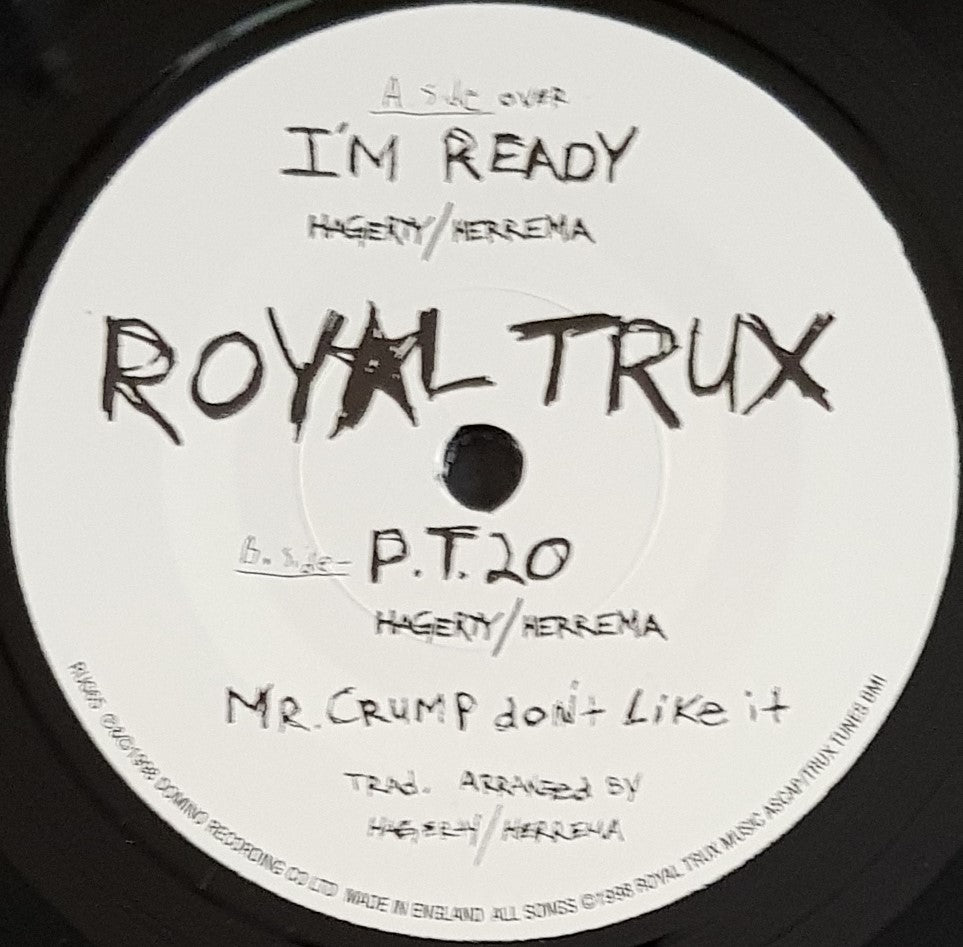 A side OVER
I'M READY
HAGERTY/HERREMA
ROYAL TRUX
B. side- P.T. 20
HAGERTY/HERREMA
MR. CRUMP don't Like it
TRAd. ARRANGEd BY
HAGERTY/HERREMA
RUG65 Ⓟ&©1998 DOMINO RECORDING CO LTD MADE IN ENGLAND ALL SONGS ©1998 ROYAL TRUX MUSIC ASCAP/TRUX TUNES BMI